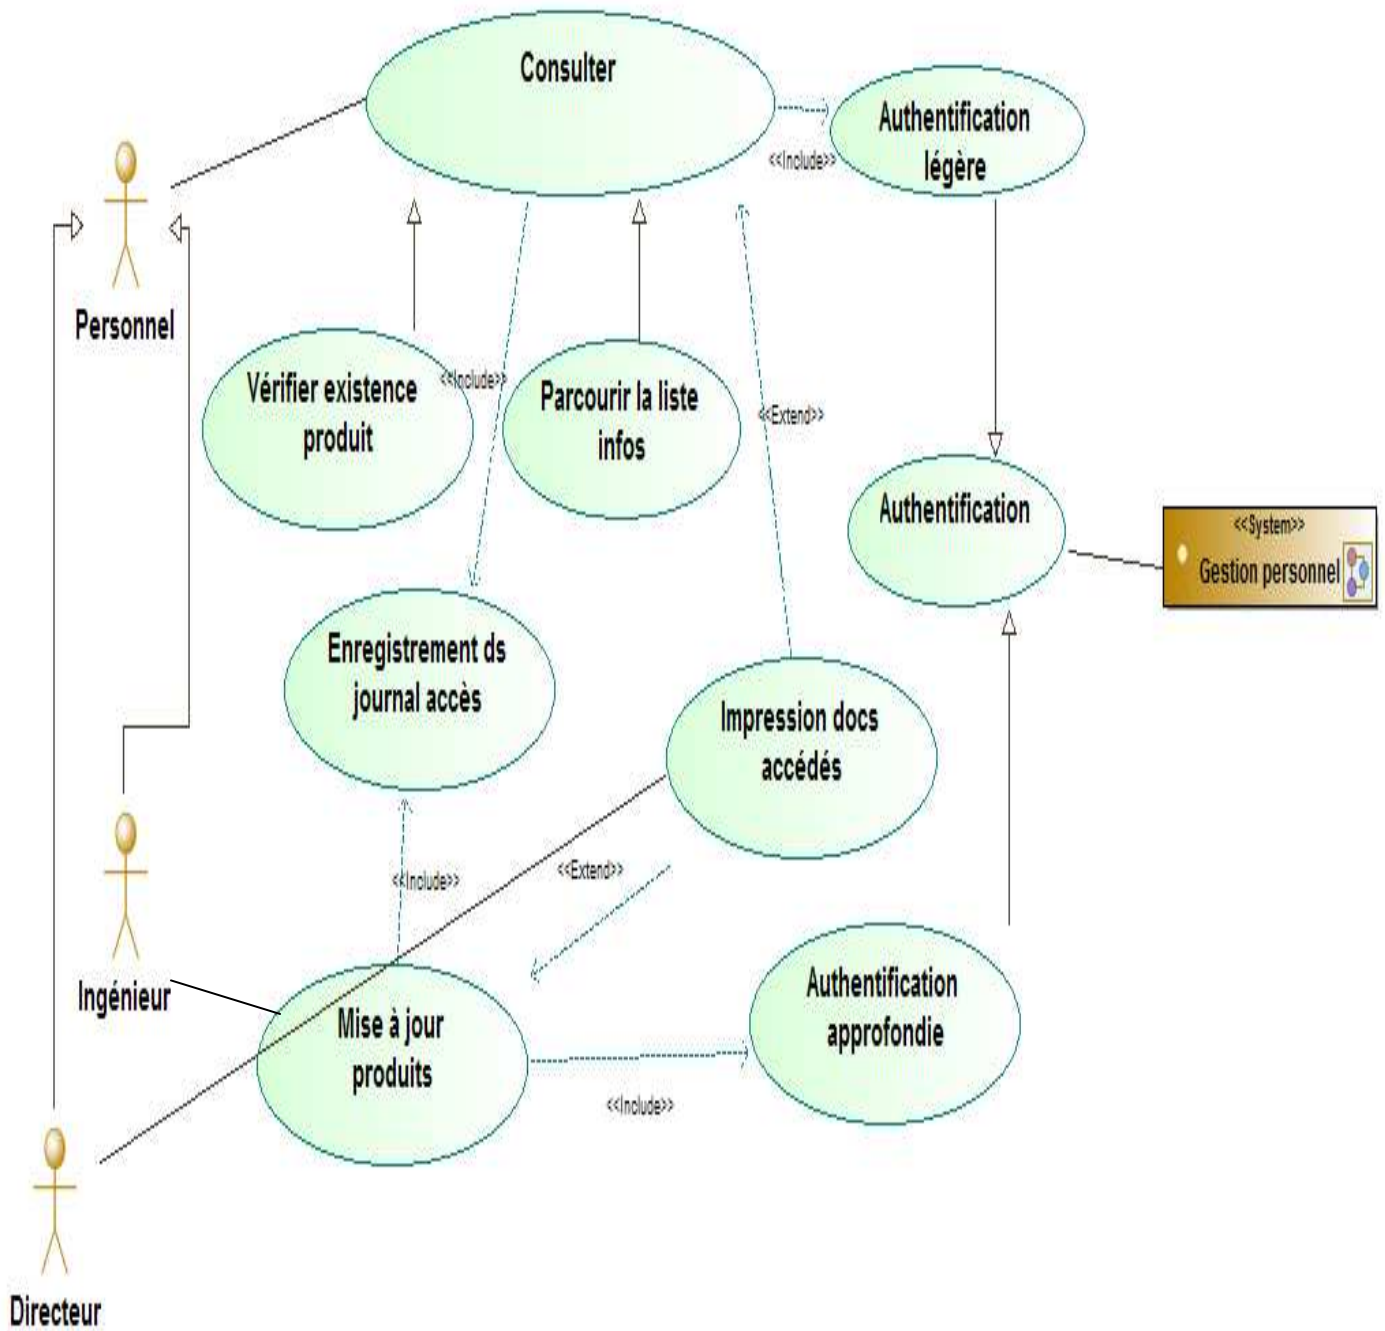 Consulter
Authentification
légère
<<Include>>
Personnel
Vérifier existence
produit
<<Include>>
Parcourir la liste
infos
<<Extend>>
Authentification
<<System>>
Gestion personnel
Enregistrement ds
journal accès
Impression docs
accédés
<<Include>>
<<Extend>>
Ingénieur
Mise à jour
produits
Authentification
approfondie
<<Include>>
Directeur